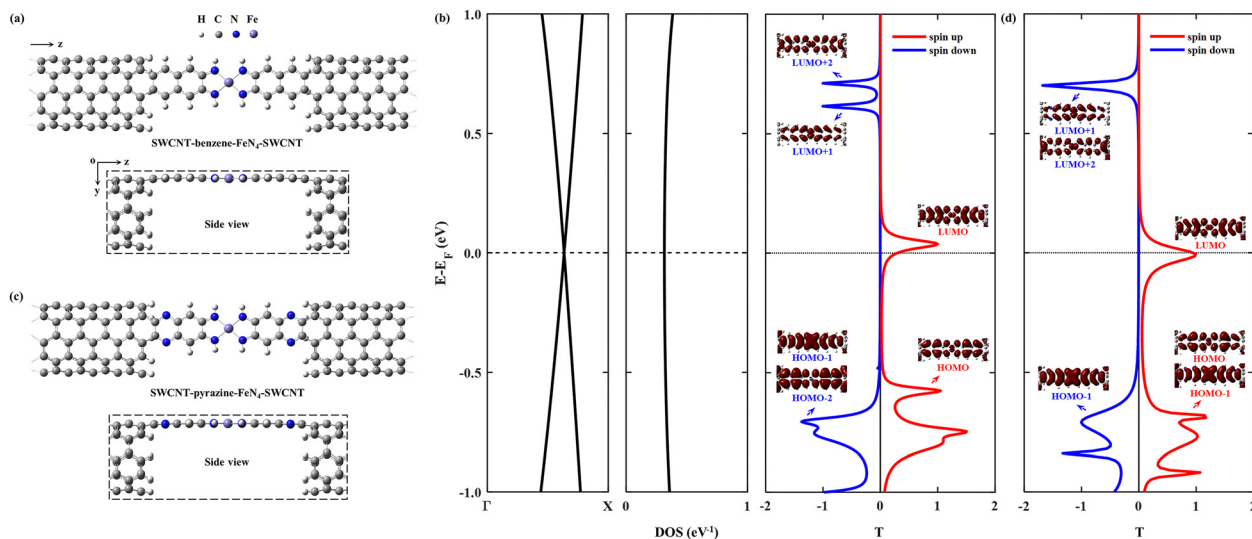 (a)
H C N Fe
z
SWCNT-benzene-FeN4-SWCNT
o z
y
Side view
(c)
SWCNT-pyrazine-FeN4-SWCNT
Side view
(b)
E-EF (eV)
1.0
0.5
0.0
-0.5
-1.0
Γ X
0 1
DOS (eV-1)
spin up
spin down
LUMO+2
LUMO+1
LUMO
HOMO-1
HOMO-2
HOMO
-2 -1 0 1 2
T
(d)
spin up
spin down
LUMO+1
LUMO+2
LUMO
HOMO-1
HOMO
HOMO-1
-2 -1 0 1 2
T